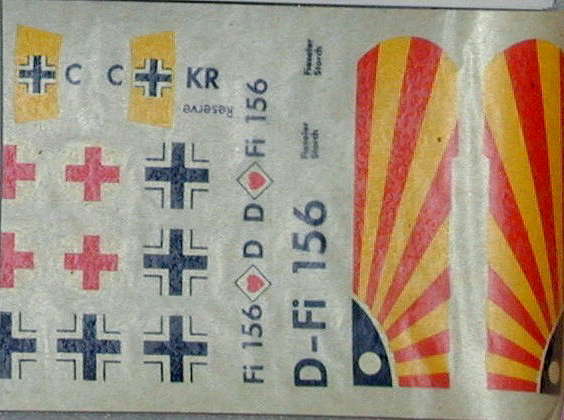 C C KR
Reserve
Fi 156 D D Fi 156
D-Fi 156
Fieseler
Storch
Fieseler
Storch